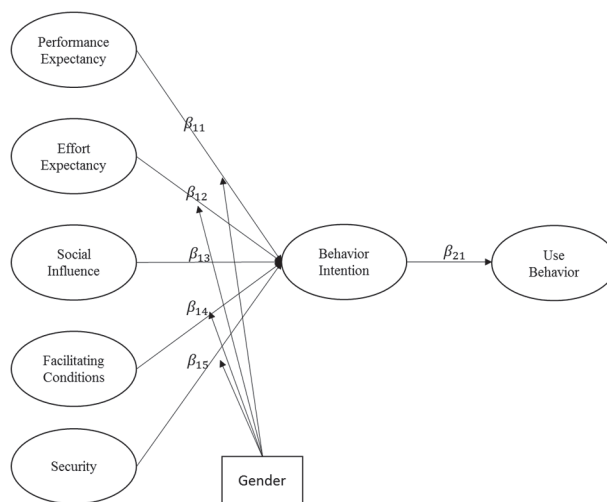 Performance
Expectancy
β11
Effort
Expectancy
β12
Social
Influence
β13
Behavior
Intention
β21
Use
Behavior
β14
Facilitating
Conditions
β15
Security
Gender